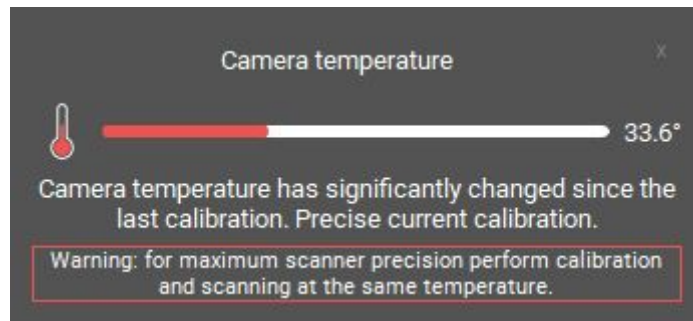 Camera temperature
x
33.6°
Camera temperature has significantly changed since the
last calibration. Precise current calibration.
Warning: for maximum scanner precision perform calibration
and scanning at the same temperature.